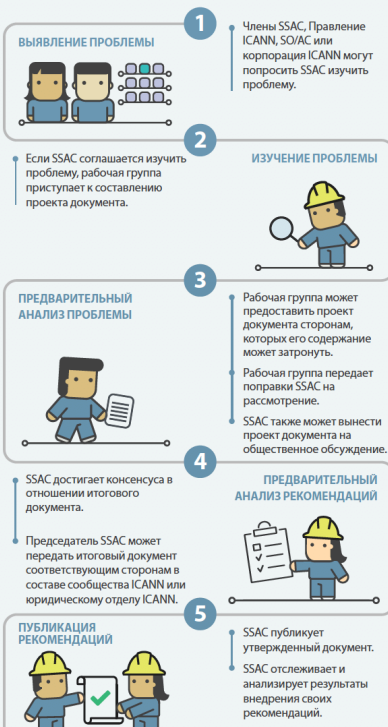 1
ВЫЯВЛЕНИЕ ПРОБЛЕМЫ
Члены SSAC, Правление
ICANN, SO/AC или
корпорация ICANN могут
попросить SSAC изучить
проблему.
2
Если SSAC соглашается изучить
проблему, рабочая группа
приступает к составлению
проекта документа.
ИЗУЧЕНИЕ ПРОБЛЕМЫ
3
ПРЕДВАРИТЕЛЬНЫЙ
АНАЛИЗ ПРОБЛЕМЫ
Рабочая группа может
предоставить проект
документа сторонам,
которых его содержание
может затронуть.
Рабочая группа передает
поправки SSAC на
рассмотрение.
SSAC также может вынести
проект документа на
общественное обсуждение.
4
SSAC достигает консенсуса в
отношении итогового
документа.
Председатель SSAC может
передать итоговый документ
соответствующим сторонам в
составе сообщества ICANN или
юридическому отделу ICANN.
ПРЕДВАРИТЕЛЬНЫЙ
АНАЛИЗ РЕКОМЕНДАЦИЙ
5
ПУБЛИКАЦИЯ
РЕКОМЕНДАЦИЙ
SSAC публикует
утвержденный документ.
SSAC отслеживает и
анализирует результаты
внедрения своих
рекомендаций.